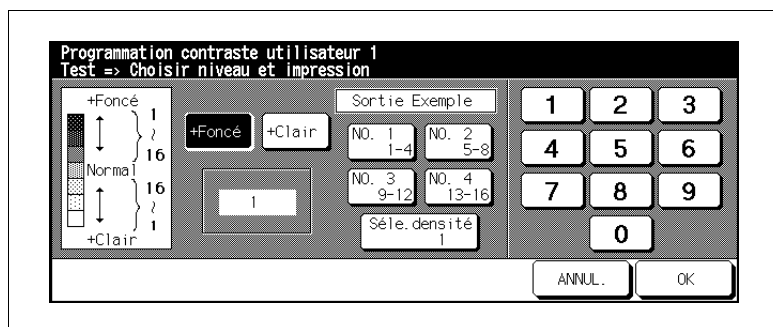 Programmation contraste utilisateur 1
Test => Choisir niveau et impression
+Foncé
1
~
16
Normal
16
~
1
+Clair
+Foncé
+Clair
1
Sortie Exemple
NO. 1
1-4
NO. 2
5-8
NO. 3
9-12
NO. 4
13-16
Séle.densité
1
1 2 3
4 5 6
7 8 9
0
ANNUL. OK